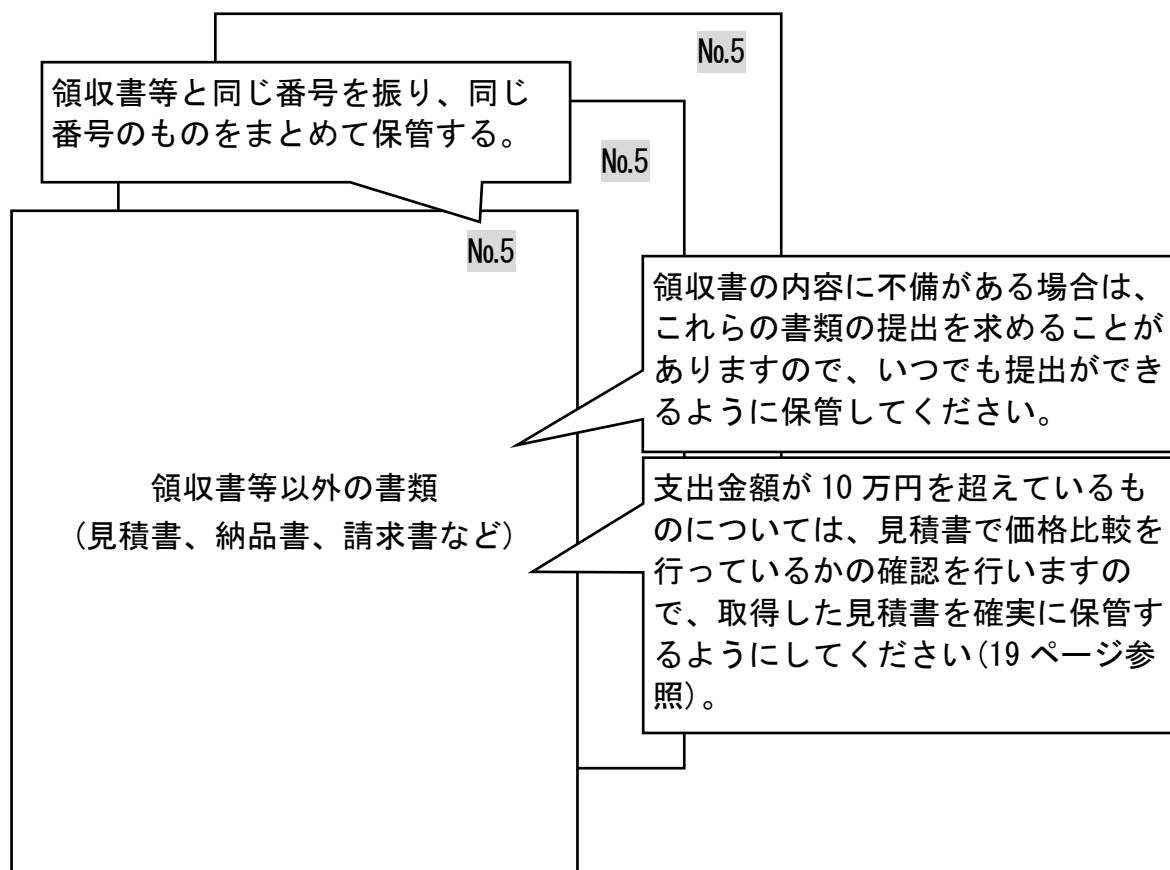 №5
領収書等と同じ番号を振り、同じ
番号のものをまとめて保管する。
№5
№5
領収書の内容に不備がある場合は、
これらの書類の提出を求めることが
ありますので、いつでも提出ができ
るように保管してください。
領収書等以外の書類
(見積書、納品書、請求書など)
支出金額が 10 万円を超えているも
のについては、見積書で価格比較を
行っているかの確認を行いますの
で、取得した見積書を確実に保管す
るようにしてください(19 ページ参
照)。